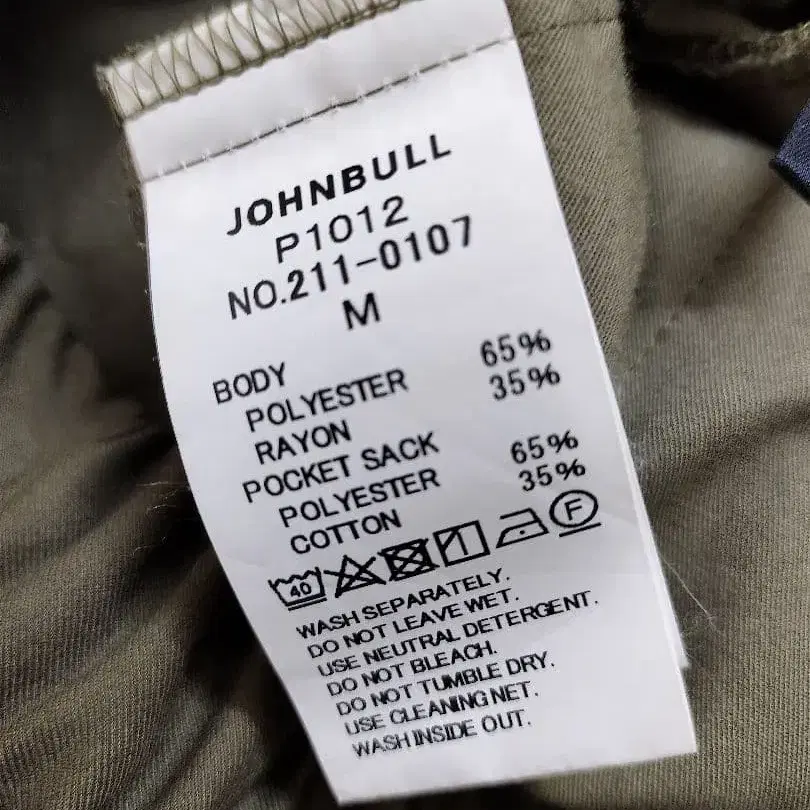 JOHNBULL
P1012
NO.211-0107
M
BODY
POLYESTER 65%
RAYON 35%
POCKET SACK
POLYESTER 65%
COTTON 35%
40 F
WASH SEPARATELY.
DO NOT LEAVE WET.
USE NEUTRAL DETERGENT.
DO NOT BLEACH.
DO NOT TUMBLE DRY.
USE CLEANING NET.
WASH INSIDE OUT.